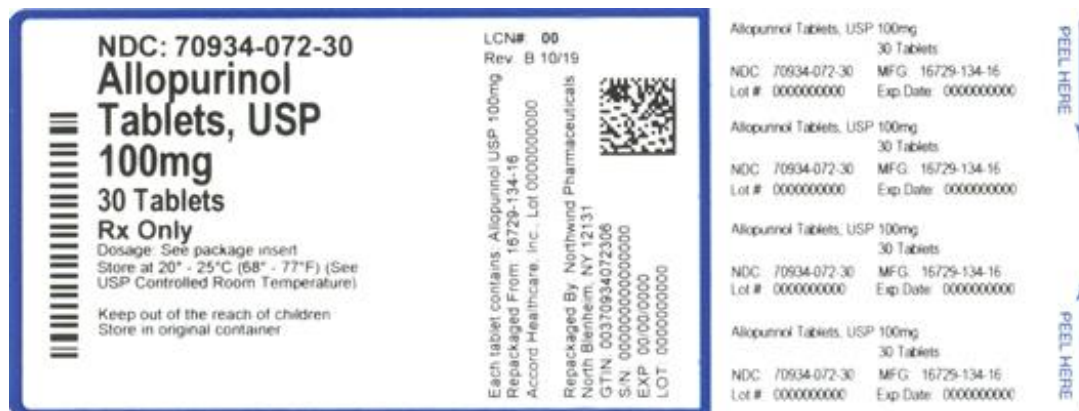 NDC: 70934-072-30
Allopurinol
Tablets, USP
100mg
30 Tablets
Rx Only
Dosage: See package insert
Store at 20° - 25°C (68° - 77°F) (See
USP Controlled Room Temperature)
Keep out of the reach of children
Store in original container
LCN#: 00
Rev. B 10/19
Each tablet contains: Allopurinol USP 100mg
Repackaged From: 16729-134-16
Accord Healthcare, Inc., Lot 0000000000
Repackaged By: Northwind Pharmaceuticals
North Blenheim, NY 12131
GTIN: 00370934072306
S/N: 00000000000000
EXP: 00/00/0000
LOT: 0000000000
Allopurinol Tablets, USP 100mg
30 Tablets
NDC: 70934-072-30 MFG: 16729-134-16
Lot #: 0000000000 Exp.Date: 0000000000
Allopurinol Tablets, USP 100mg
30 Tablets
NDC: 70934-072-30 MFG: 16729-134-16
Lot #: 0000000000 Exp.Date: 0000000000
Allopurinol Tablets, USP 100mg
30 Tablets
NDC: 70934-072-30 MFG: 16729-134-16
Lot #: 0000000000 Exp.Date: 0000000000
Allopurinol Tablets, USP 100mg
30 Tablets
NDC: 70934-072-30 MFG: 16729-134-16
Lot #: 0000000000 Exp.Date: 0000000000
PEEL HERE
PEEL HERE